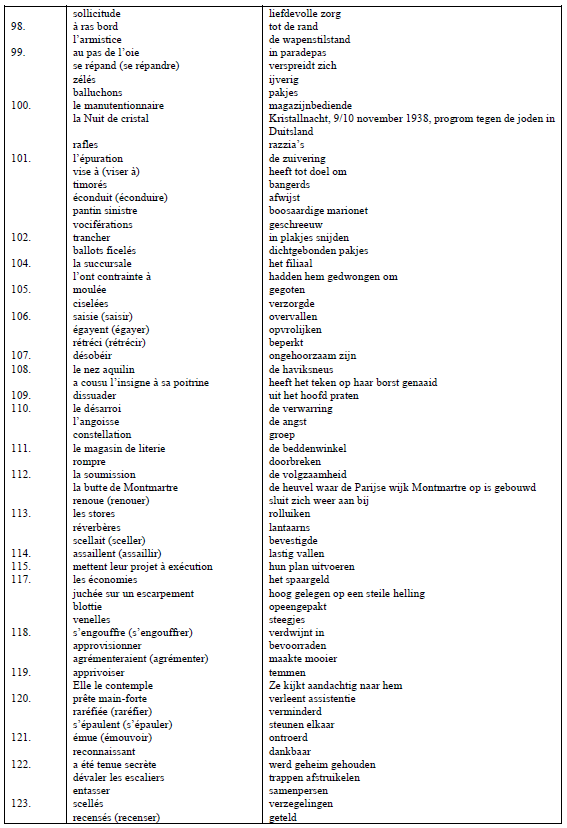 sollicitude liefdevolle zorg
98. à ras bord tot de rand
l’armistice de wapenstilstand
99. au pas de l’oie in paradepas
se répand (se répandre) verspreidt zich
zélés ijverig
balluchons pakjes
100. le manutentionnaire magazijnbediende
la Nuit de cristal Kristallnacht, 9/10 november 1938, progrom tegen de joden in
Duitsland
rafles razzia’s
101. l’épuration de zuivering
vise à (viser à) heeft tot doel om
timorés bangerds
éconduit (éconduire) afwijst
pantin sinistre boosaardige marionet
vociférations geschreeuw
102. trancher in plakjes snijden
ballots ficelés dichtgebonden pakjes
104. la succursale het filiaal
l’ont contrainte à hadden hem gedwongen om
105. moulée gegoten
ciselées verzorgde
106. saisie (saisir) overvallen
égayent (égayer) opvrolijken
rétréci (rétrécir) beperkt
107. désobéir ongehoorzaam zijn
108. le nez aquilin de haviksneus
a cousu l’insigne à sa poitrine heeft het teken op haar borst genaaid
109. dissuader uit het hoofd praten
110. le désarroi de verwarring
l’angoisse de angst
constellation groep
111. le magasin de literie de beddenwinkel
rompre doorbreken
112. la soumission de volgzaamheid
la butte de Montmartre de heuvel waar de Parijse wijk Montmartre op is gebouwd
renoue (renouer) sluit zich weer aan bij
113. les stores rolluiken
réverbères lantaarns
scellait (sceller) bevestigde
114. assaillent (assaillir) lastig vallen
115. mettent leur projet à exécution hun plan uitvoeren
117. les économies het spaargeld
juchée sur un escarpement hoog gelegen op een steile helling
blottie opeengepakt
venelles steegjes
118. s’engouffre (s’engouffrer) verdwijnt in
approvisionner bevoorraden
agrémenteraient (agrémenter) maakte mooier
119. apprivoiser temmen
Elle le contemple Ze kijkt aandachtig naar hem
120. prête main-forte verleent assistentie
raréfiée (raréfier) verminderd
s’épaulent (s’épauler) steunen elkaar
121. émue (émouvoir) ontroerd
reconnaissant dankbaar
122. a été tenue secrète werd geheim gehouden
dévaler les escaliers trappen afstruikelen
entasser samenpersen
123. scellés verzegelingen
recensés (recenser) geteld